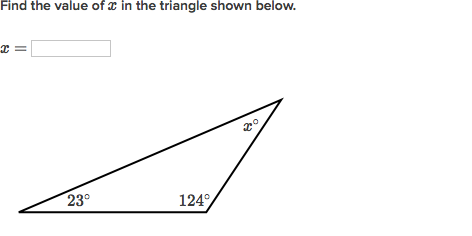 Find the value of x in the triangle shown below.
x =
x°
23°
124°